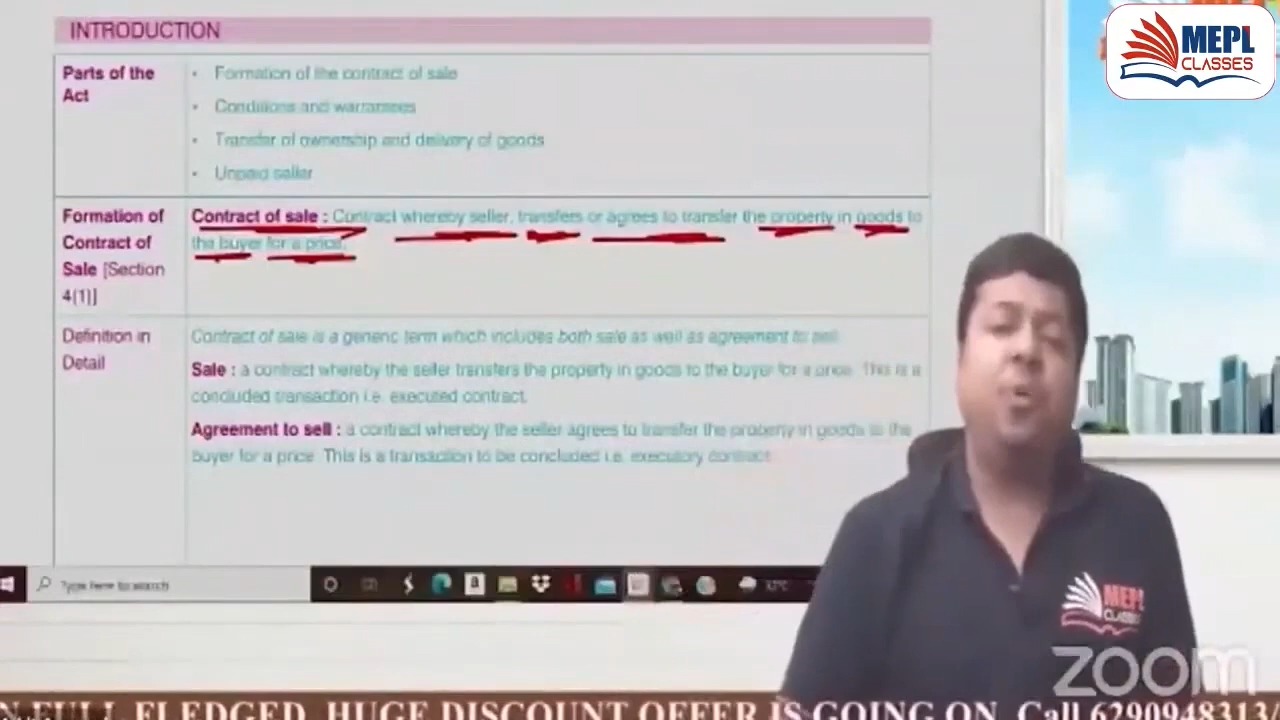 INTRODUCTION
MEPL
CLASSES
Parts of the
Act
• Formation of the contract of sale
• Conditions and warrantees
• Transfer of ownership and delivery of goods
• Unpaid seller
Formation of
Contract of
Sale [Section
4(1)]
Contract of sale : Contract whereby seller, transfers or agrees to transfer the property in goods to
the buyer for a price.
Definition in
Detail
Contract of sale is a generic term which includes both sale as well as agreement to sell
Sale : a contract whereby the seller transfers the property in goods to the buyer for a price. This is a
concluded transaction i.e. executed contract.
Agreement to sell : a contract whereby the seller agrees to transfer the property in goods to the
buyer for a price. This is a transaction to be concluded i.e. executory contract
Type here to search
MEPL
CLASSES
zoom
FLEDGED, HUGE DISCOUNT OFFER IS GOING ON, Call 6290948313/